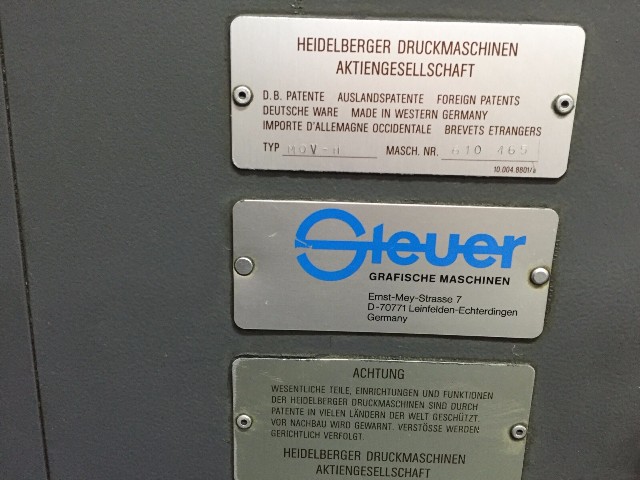 HEIDELBERGER DRUCKMASCHINEN
AKTIENGESELLSCHAFT
D.B. PATENTE AUSLANDSPATENTE FOREIGN PATENTS
DEUTSCHE WARE MADE IN WESTERN GERMANY
IMPORTE D'ALLEMAGNE OCCIDENTALE BREVETS ETRANGERS
TYP MOV-H MASCH. NR. 610 465
10.004.8801/a
Steuer
GRAFISCHE MASCHINEN
Ernst-Mey-Strasse 7
D-70771 Leinfelden-Echterdingen
Germany
ACHTUNG
WESENTLICHE TEILE, EINRICHTUNGEN UND FUNKTIONEN
DER HEIDELBERGER DRUCKMASCHINEN SIND DURCH
PATENTE IN VIELEN LÄNDERN DER WELT GESCHÜTZT.
VOR NACHBAU WIRD GEWARNT. VERSTÖSSE WERDEN
GERICHTLICH VERFOLGT.
HEIDELBERGER DRUCKMASCHINEN
AKTIENGESELLSCHAFT